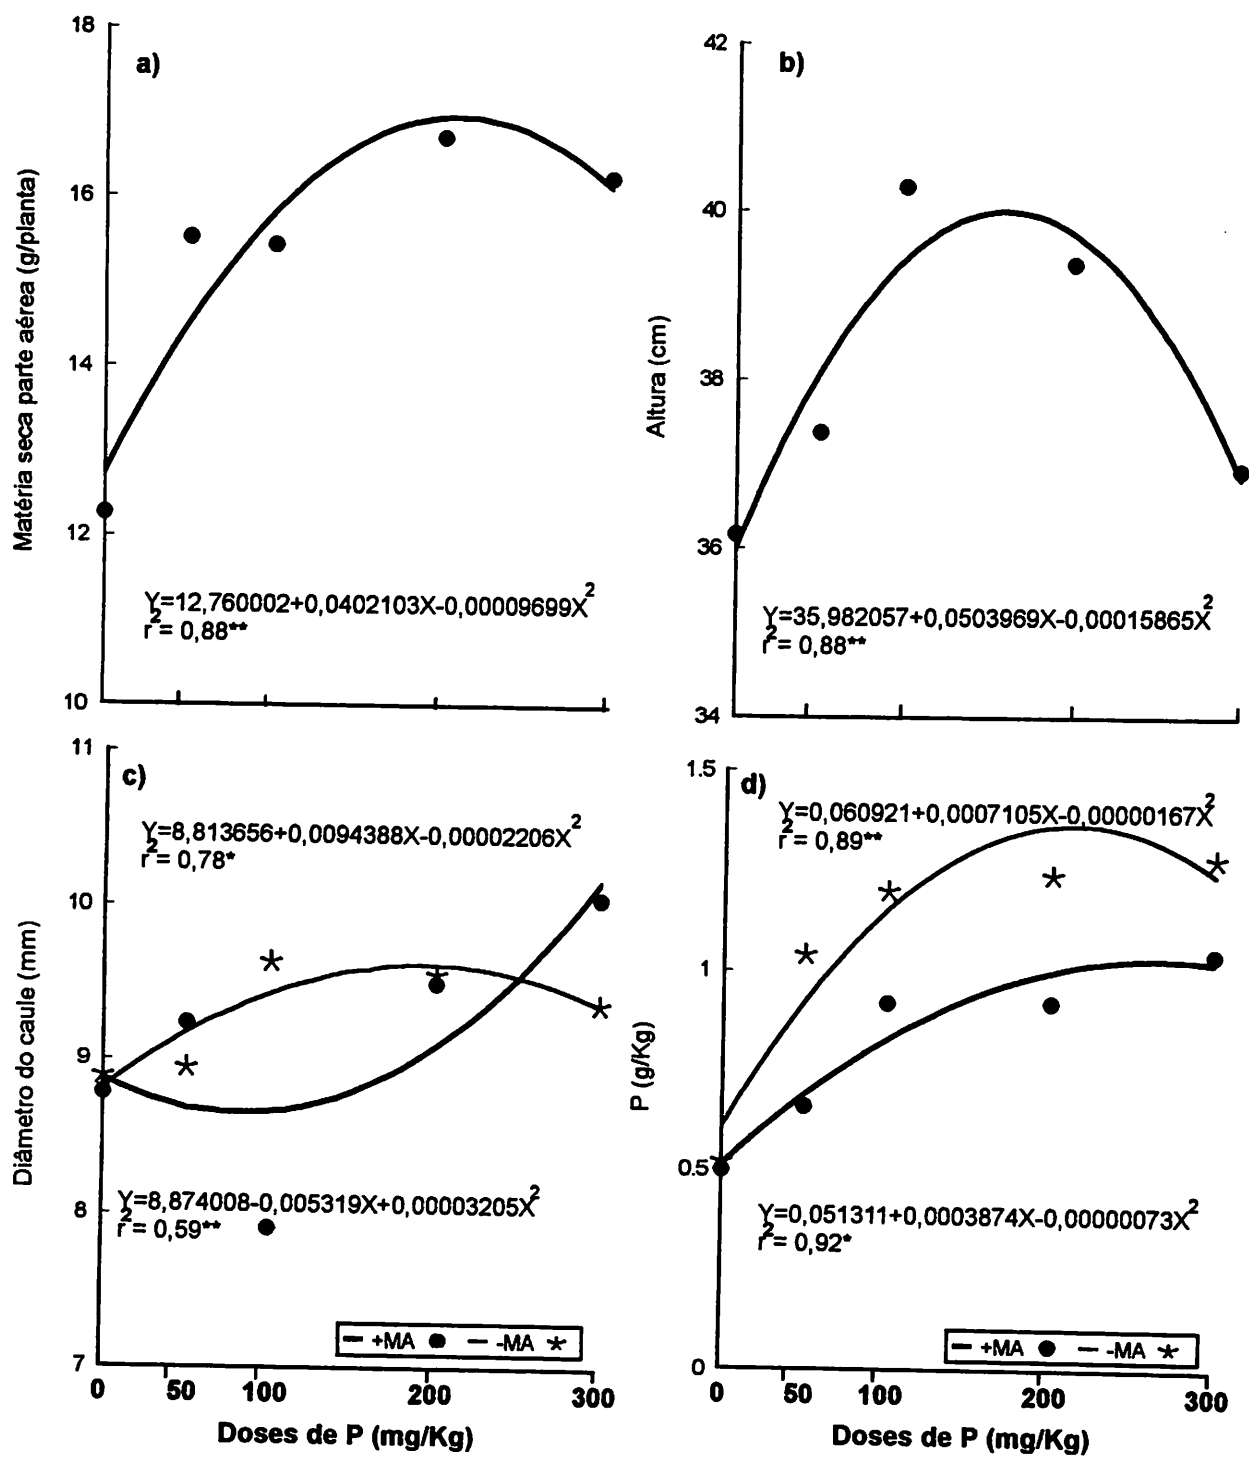 a)
18
16
14
12
10
Matéria seca parte aérea (g/planta)
Y=12,760002+0,0402103X-0,00009699X²
r²= 0,88**
b)
42
40
38
36
34
Altura (cm)
Y=35,982057+0,0503969X-0,00015865X²
r²= 0,88**
c)
11
10
9
8
7
Diâmetro do caule (mm)
Y=8,813656+0,0094388X-0,00002206X²
r²= 0,78*
Y=8,874008-0,005319X+0,00003205X²
r²= 0,59**
+MA -MA
0 50 100 200 300
Doses de P (mg/Kg)
d)
1.5
1
0.5
0
P (g/Kg)
Y=0,060921+0,0007105X-0,00000167X²
r²= 0,89**
Y=0,051311+0,0003874X-0,00000073X²
r²= 0,92*
+MA -MA
0 50 100 200 300
Doses de P (mg/Kg)